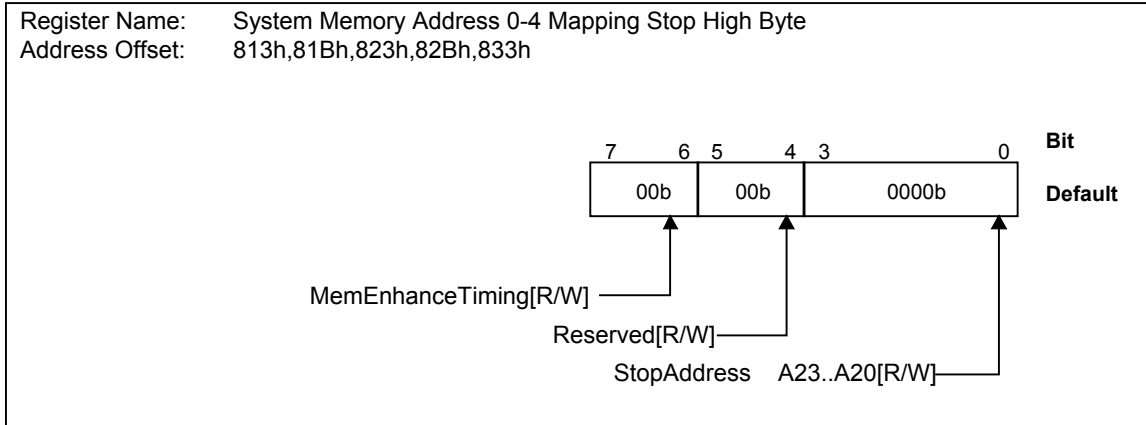 Register Name: System Memory Address 0-4 Mapping Stop High Byte
Address Offset: 813h,81Bh,823h,82Bh,833h
7 6 5 4 3 0 Bit
00b 00b 0000b Default
MemEnhanceTiming[R/W]
Reserved[R/W]
StopAddress A23..A20[R/W]